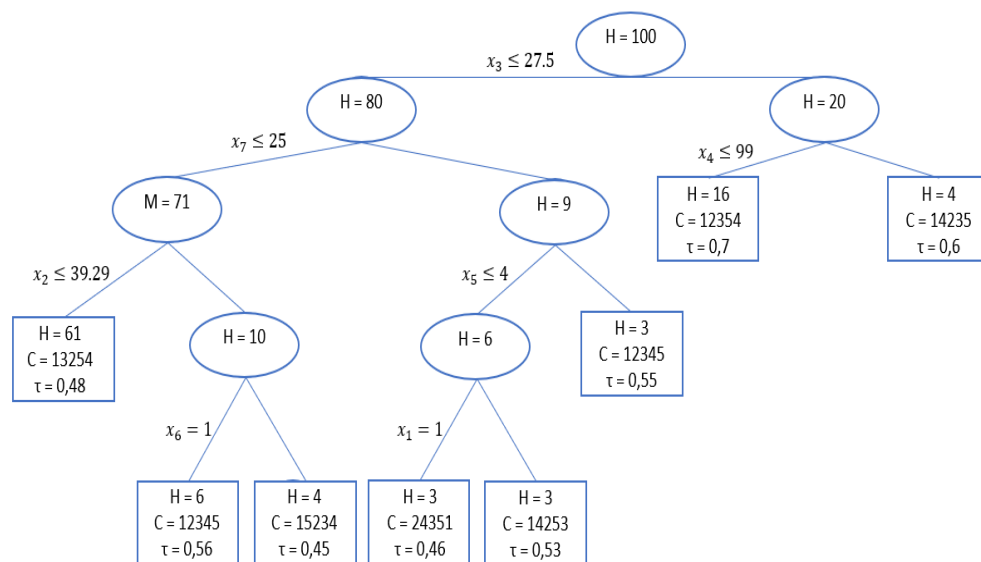 H = 100
x₃ ≤ 27.5
H = 80
H = 20
x₇ ≤ 25
x₄ ≤ 99
M = 71
H = 9
H = 16
C = 12354
τ = 0,7
H = 4
C = 14235
τ = 0,6
x₂ ≤ 39.29
x₅ ≤ 4
H = 61
C = 13254
τ = 0,48
H = 10
H = 6
H = 3
C = 12345
τ = 0,55
x₆ = 1
x₁ = 1
H = 6
C = 12345
τ = 0,56
H = 4
C = 15234
τ = 0,45
H = 3
C = 24351
τ = 0,46
H = 3
C = 14253
τ = 0,53